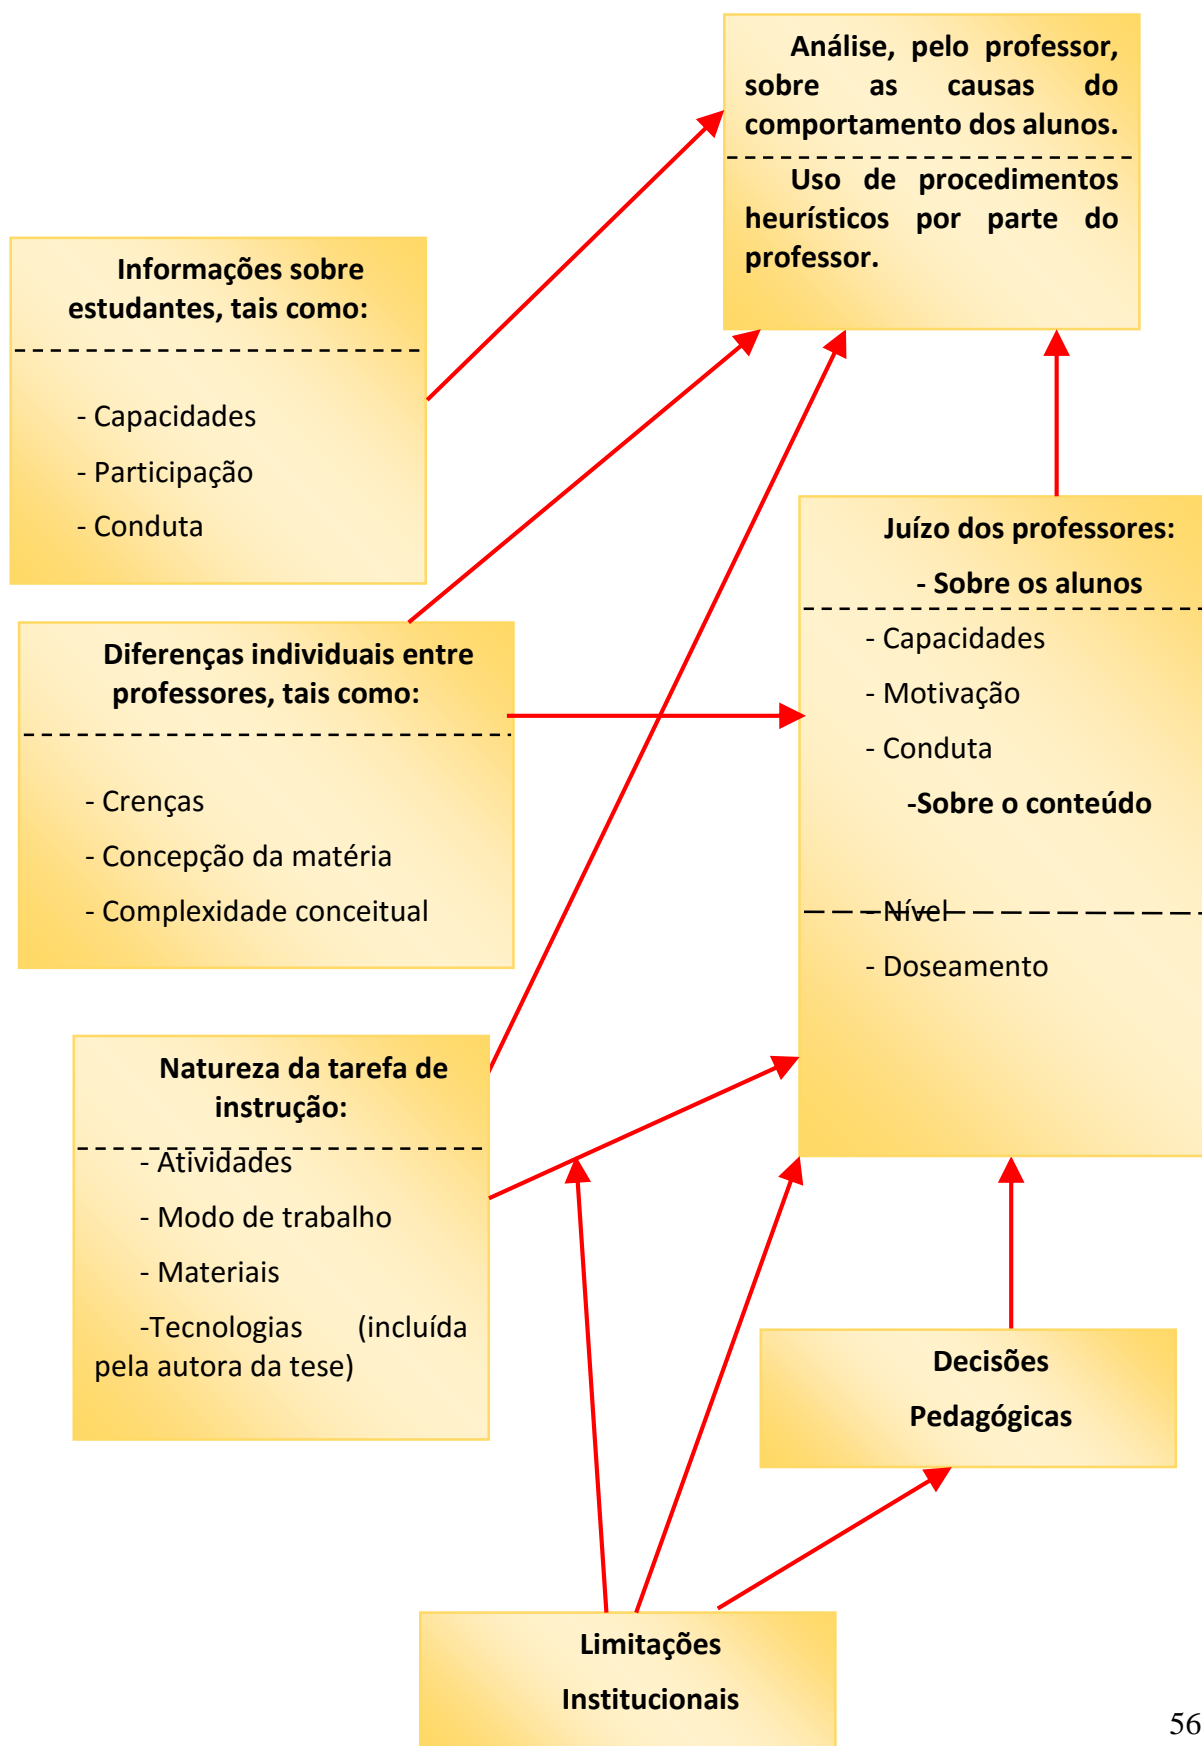 Análise, pelo professor,
sobre as causas do
comportamento dos alunos.
Uso de procedimentos
heurísticos por parte do
professor.
Informações sobre
estudantes, tais como:
- Capacidades
- Participação
- Conduta
Juízo dos professores:
- Sobre os alunos
- Capacidades
- Motivação
- Conduta
-Sobre o conteúdo
- Nível
- Doseamento
Diferenças individuais entre
professores, tais como:
- Crenças
- Concepção da matéria
- Complexidade conceitual
Natureza da tarefa de
instrução:
- Atividades
- Modo de trabalho
- Materiais
-Tecnologias (incluída
pela autora da tese)
Decisões
Pedagógicas
Limitações
Institucionais
56